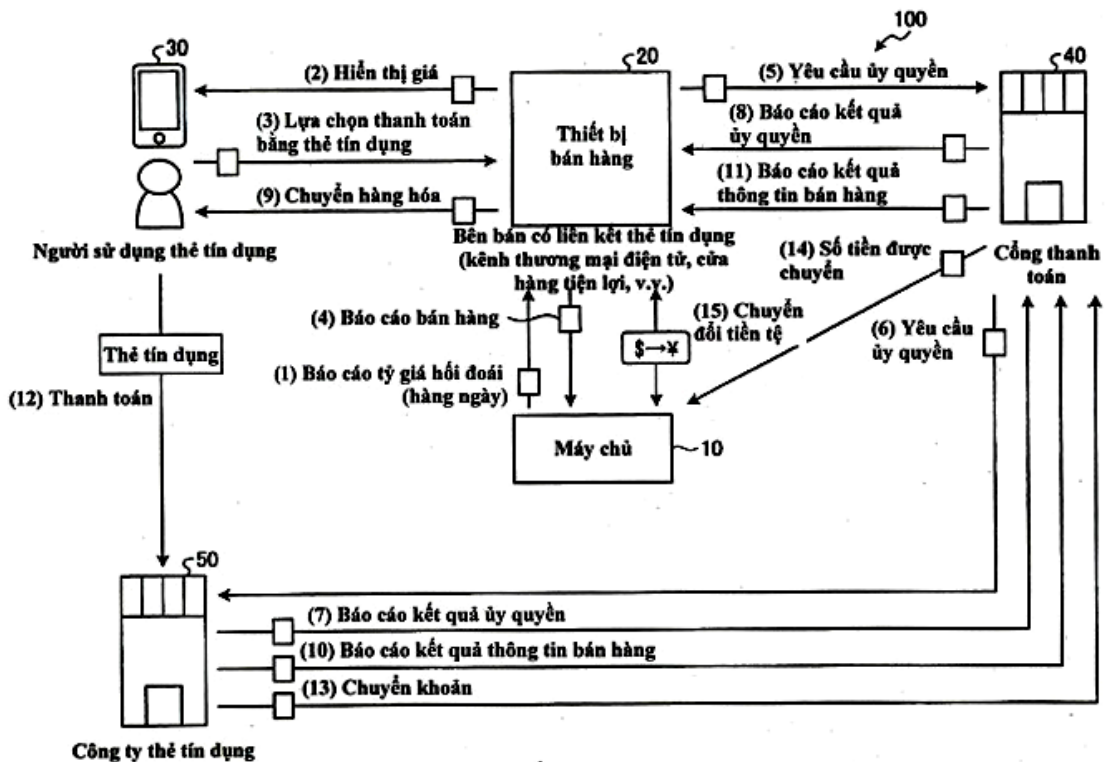 100
30
20
40
(2) Hiển thị giá
(5) Yêu cầu ủy quyền
(3) Lựa chọn thanh toán
bằng thẻ tín dụng
Thiết bị
bán hàng
(8) Báo cáo kết quả
ủy quyền
(9) Chuyển hàng hóa
(11) Báo cáo kết quả
thông tin bán hàng
Người sử dụng thẻ tín dụng
Bên bán có liên kết thẻ tín dụng
(kênh thương mại điện tử, cửa
hàng tiện lợi, v.v.)
(14) Số tiền được
chuyển
Cổng thanh
toán
(4) Báo cáo bán hàng
(15) Chuyển
đổi tiền tệ
$→¥
(6) Yêu cầu
ủy quyền
Thẻ tín dụng
(1) Báo cáo tỷ giá hối đoái
(hàng ngày)
(12) Thanh toán
Máy chủ
10
50
(7) Báo cáo kết quả ủy quyền
(10) Báo cáo kết quả thông tin bán hàng
(13) Chuyển khoản
Công ty thẻ tín dụng